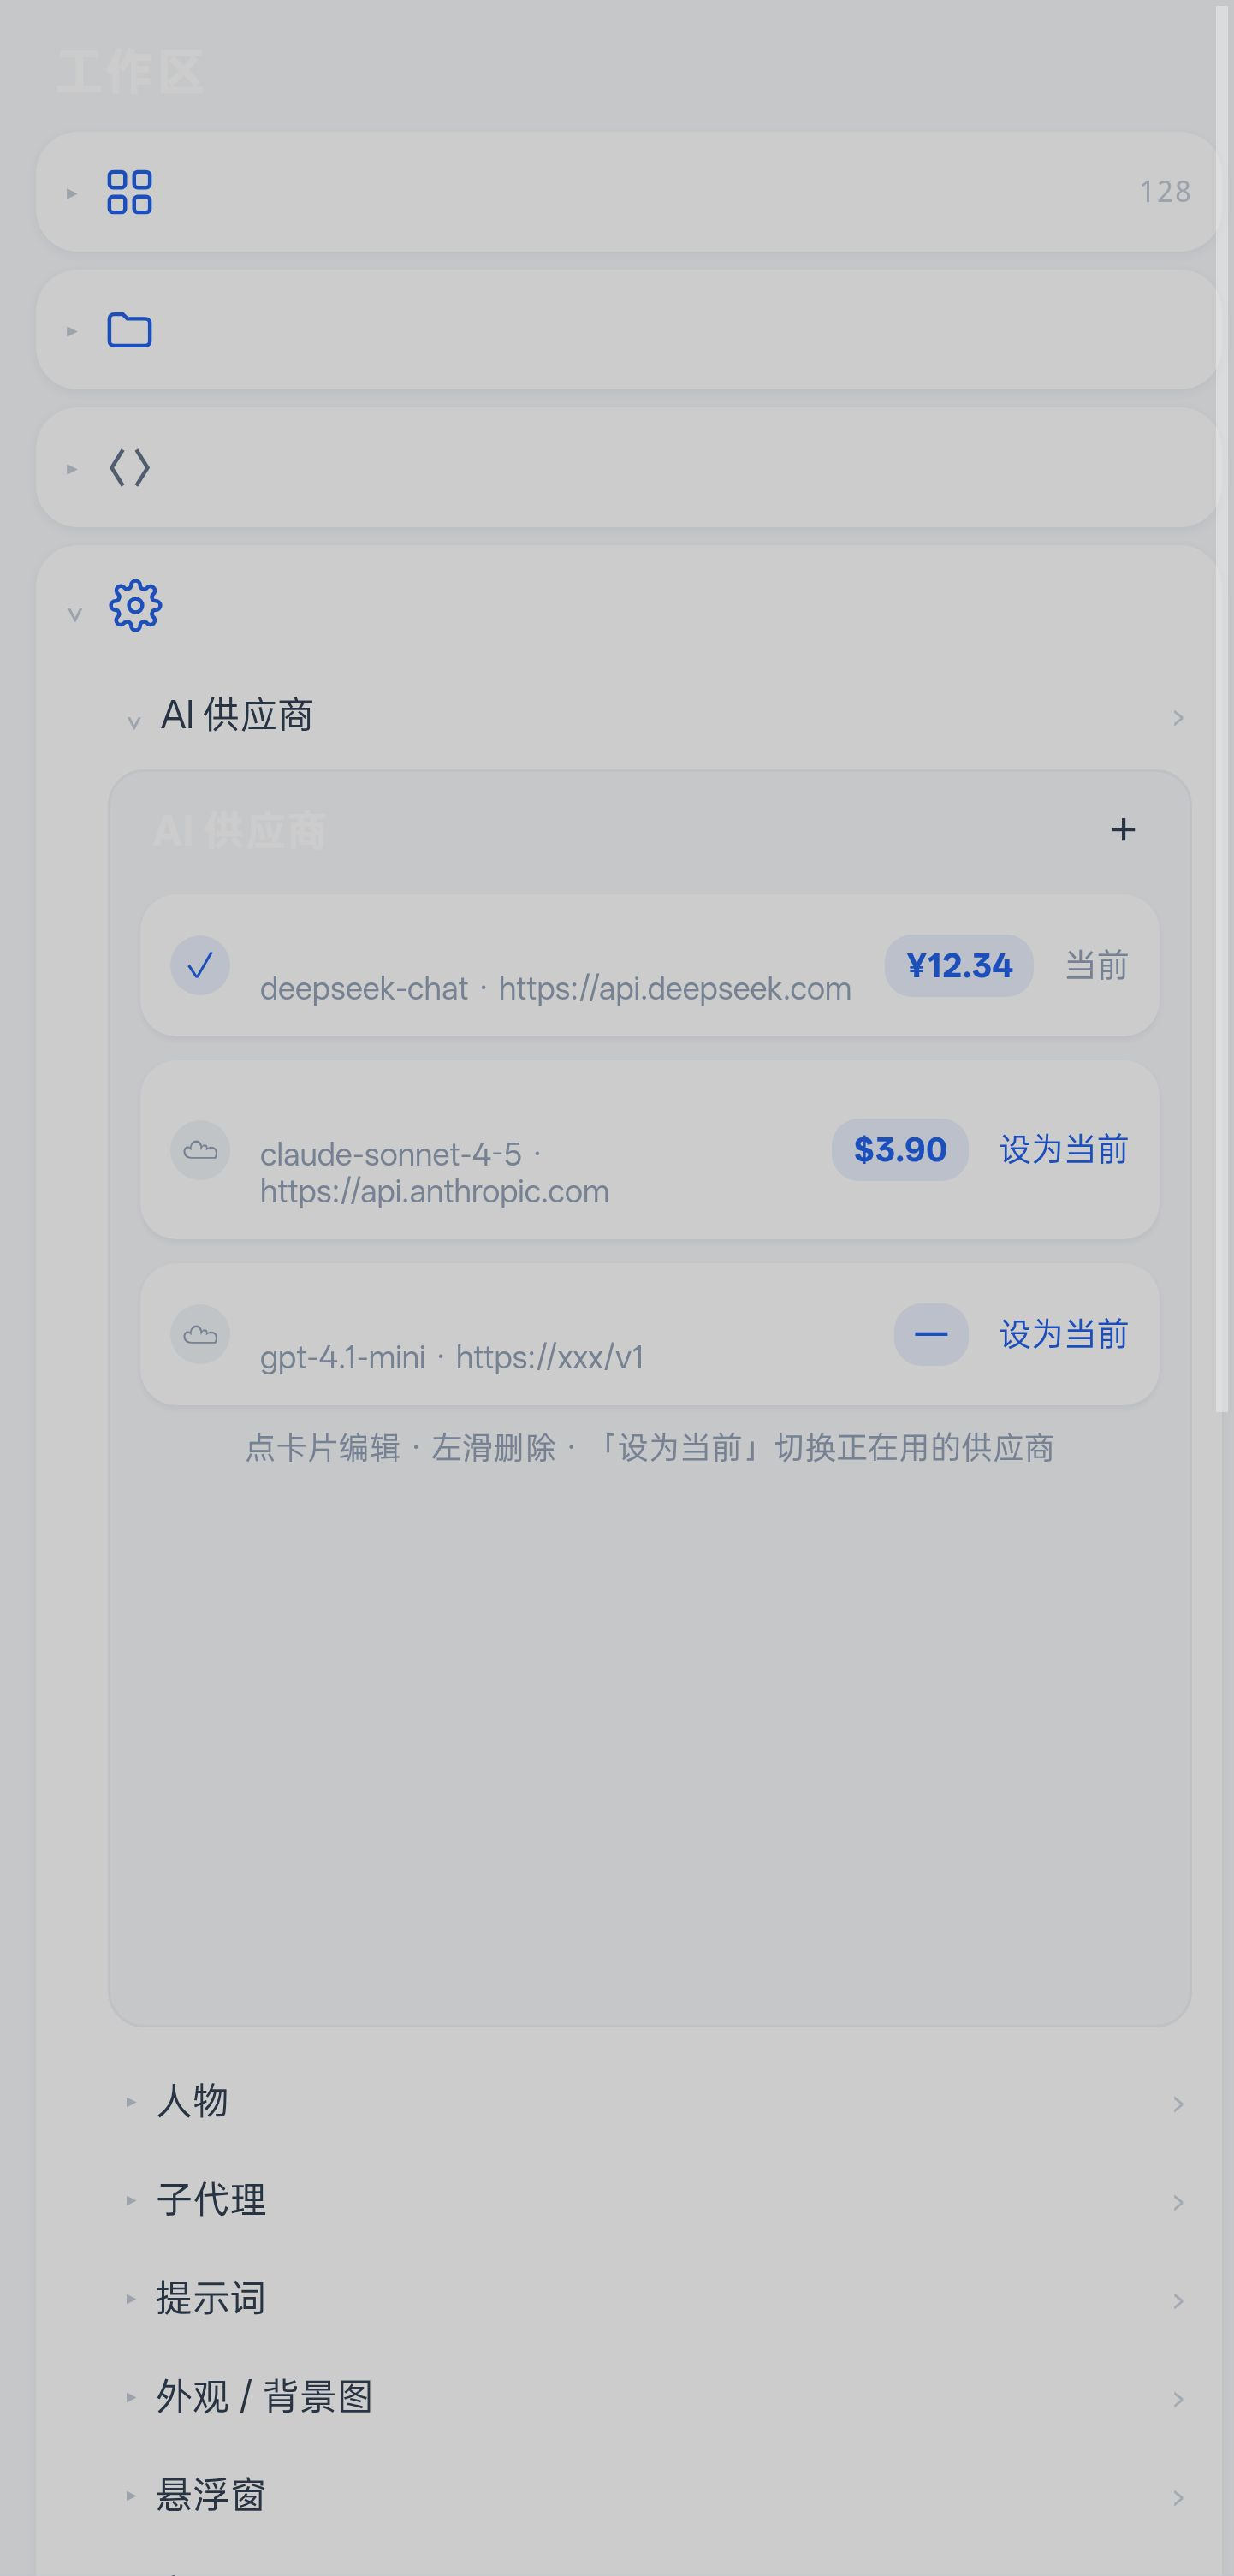 工作区
128
AI 供应商
AI 供应商
deepseek-chat · https://api.deepseek.com
¥12.34
当前
claude-sonnet-4-5 ·
https://api.anthropic.com
$3.90
设为当前
gpt-4.1-mini · https://xxx/v1
—
设为当前
点卡片编辑 · 左滑删除 · 「设为当前」切换正在用的供应商
人物
子代理
提示词
外观 / 背景图
悬浮窗